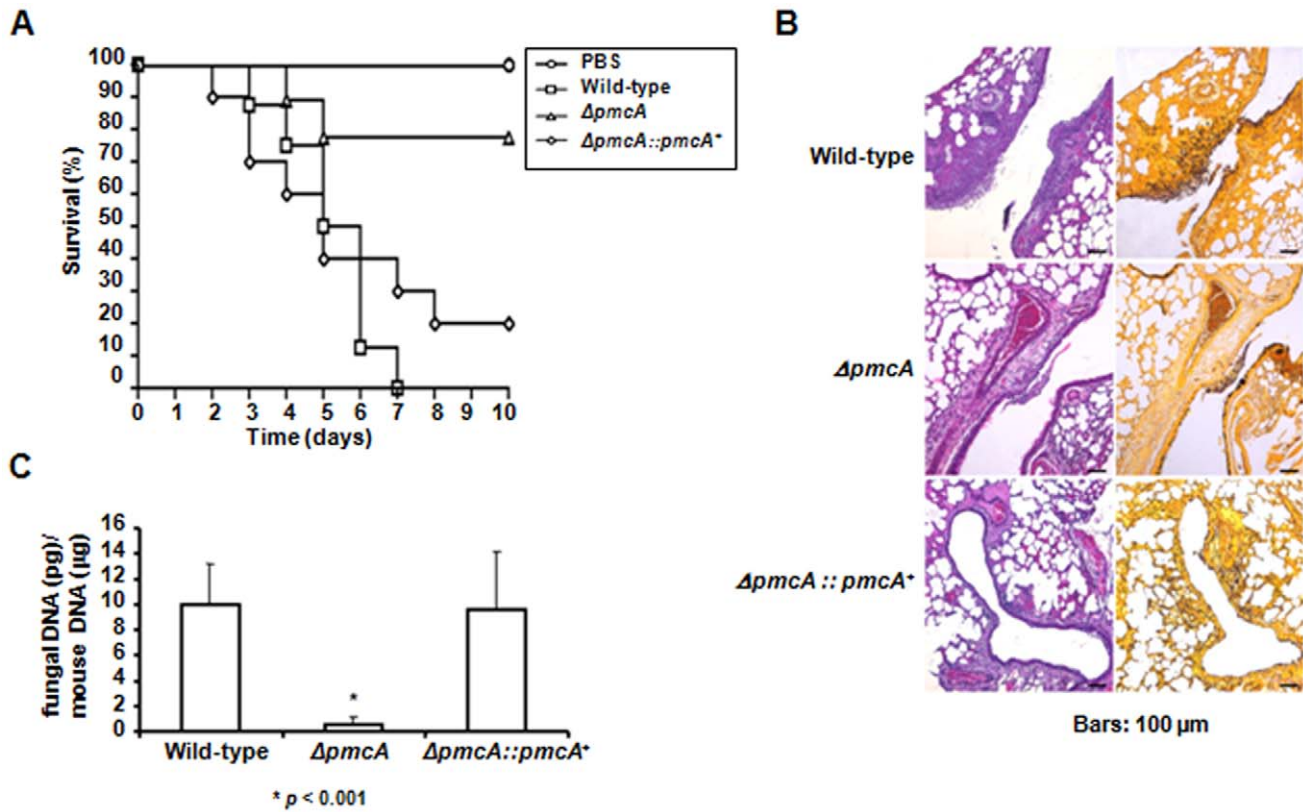 A
Survival (%)
100
90
80
70
60
50
40
30
20
10
0
0 1 2 3 4 5 6 7 8 9 10
Time (days)
PBS
Wild-type
ΔpmcA
ΔpmcA::pmcA+
B
Wild-type
ΔpmcA
ΔpmcA :: pmcA+
Bars: 100 µm
C
fungal DNA (pg)/
mouse DNA (µg)
16
14
12
10
8
6
4
2
0
*
Wild-type ΔpmcA ΔpmcA::pmcA+
* p < 0.001